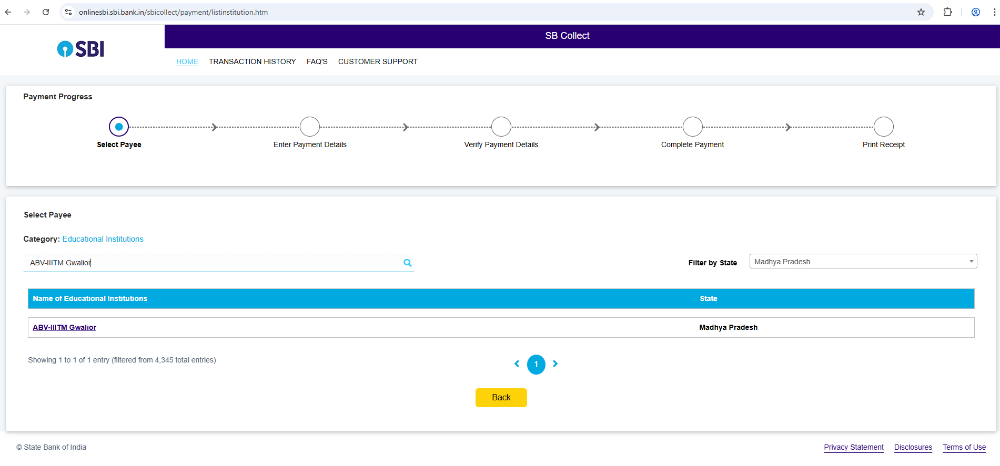 onlinesbi.sbi.bank.in/sbicollect/payment/listinstitution.htm
SBI
SB Collect
HOME TRANSACTION HISTORY FAQ'S CUSTOMER SUPPORT
Payment Progress
Select Payee Enter Payment Details Verify Payment Details Complete Payment Print Receipt
Select Payee
Category: Educational Institutions
ABV-IIITM Gwalior Filter by State Madhya Pradesh
Name of Educational Institutions State
ABV-IIITM Gwalior Madhya Pradesh
Showing 1 to 1 of 1 entry (filtered from 4,345 total entries) 1
Back
© State Bank of India Privacy Statement Disclosures Terms of Use